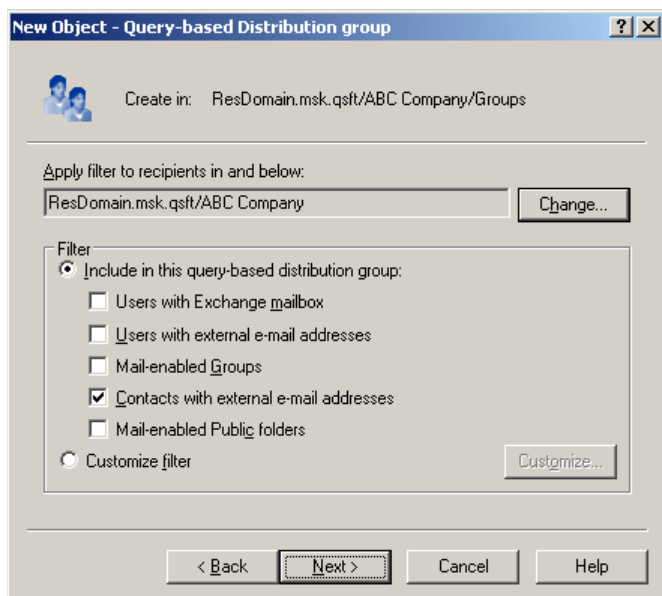 New Object - Query-based Distribution group
Create in: ResDomain.msk.qsft/ABC Company/Groups
Apply filter to recipients in and below:
ResDomain.msk.qsft/ABC Company
Change...
Filter
Include in this query-based distribution group:
Users with Exchange mailbox
Users with external e-mail addresses
Mail-enabled Groups
Contacts with external e-mail addresses
Mail-enabled Public folders
Customize filter
Customize...
< Back Next > Cancel Help